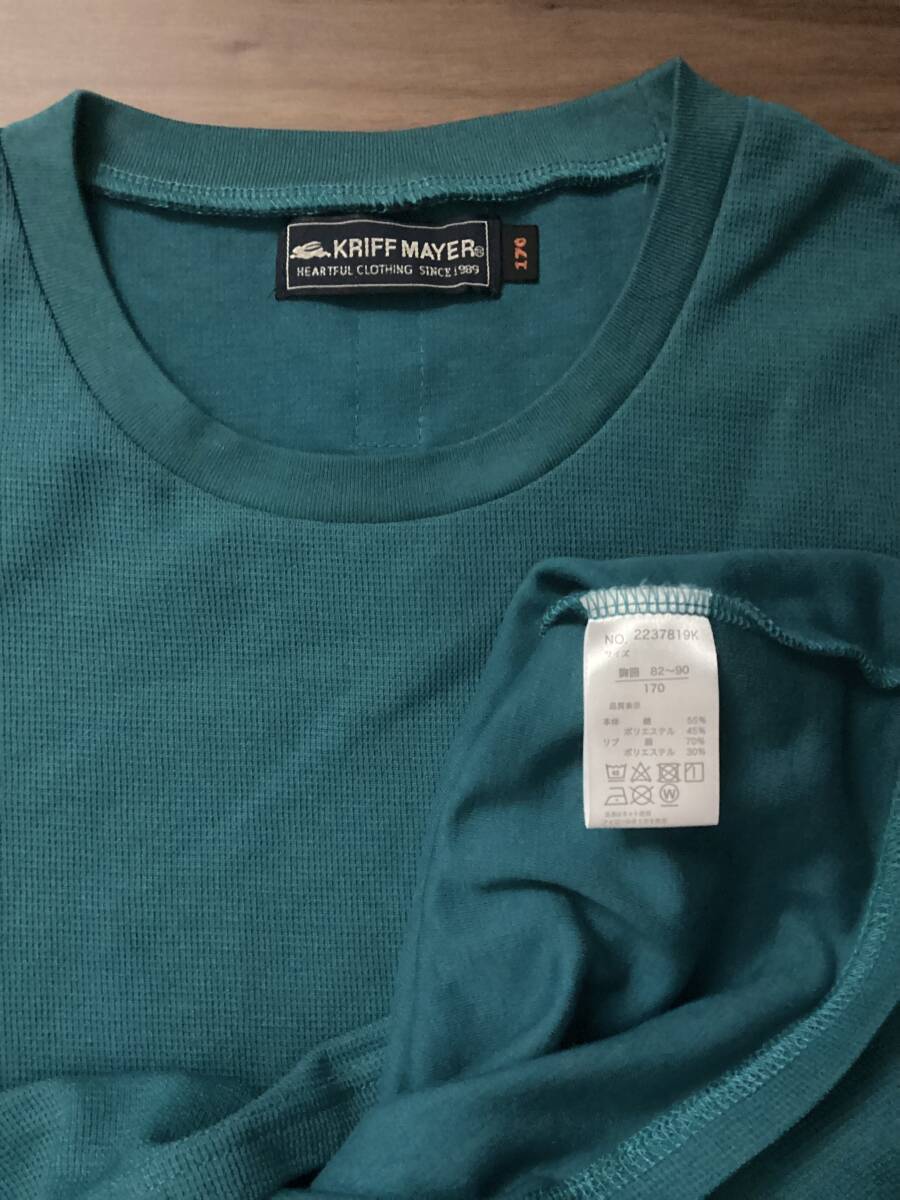 KRIFF MAYER®
HEARTFUL CLOTHING SINCE 1989
170
NO. 2237819K
サイズ
胸囲 82～90
170
品質表示
本体 綿 55%
ポリエステル 45%
リブ 綿 70%
ポリエステル 30%
40
W